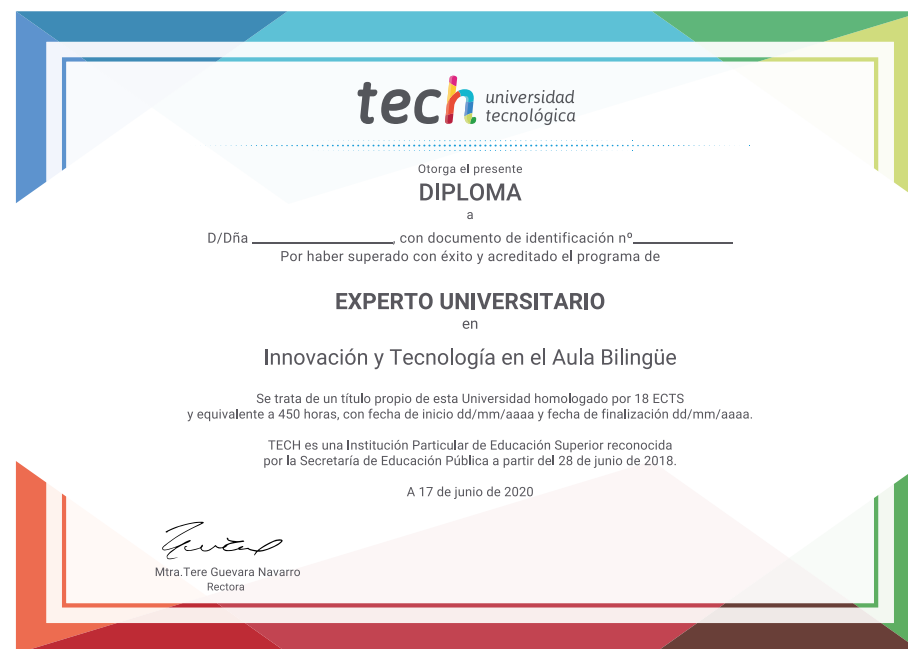 tech universidad
tecnológica
Otorga el presente
DIPLOMA
a
D/Dña ________________, con documento de identificación nº____________
Por haber superado con éxito y acreditado el programa de
EXPERTO UNIVERSITARIO
en
Innovación y Tecnología en el Aula Bilingüe
Se trata de un título propio de esta Universidad homologado por 18 ECTS
y equivalente a 450 horas, con fecha de inicio dd/mm/aaaa y fecha de finalización dd/mm/aaaa.
TECH es una Institución Particular de Educación Superior reconocida
por la Secretaría de Educación Pública a partir del 28 de junio de 2018.
A 17 de junio de 2020
Mtra.Tere Guevara Navarro
Rectora